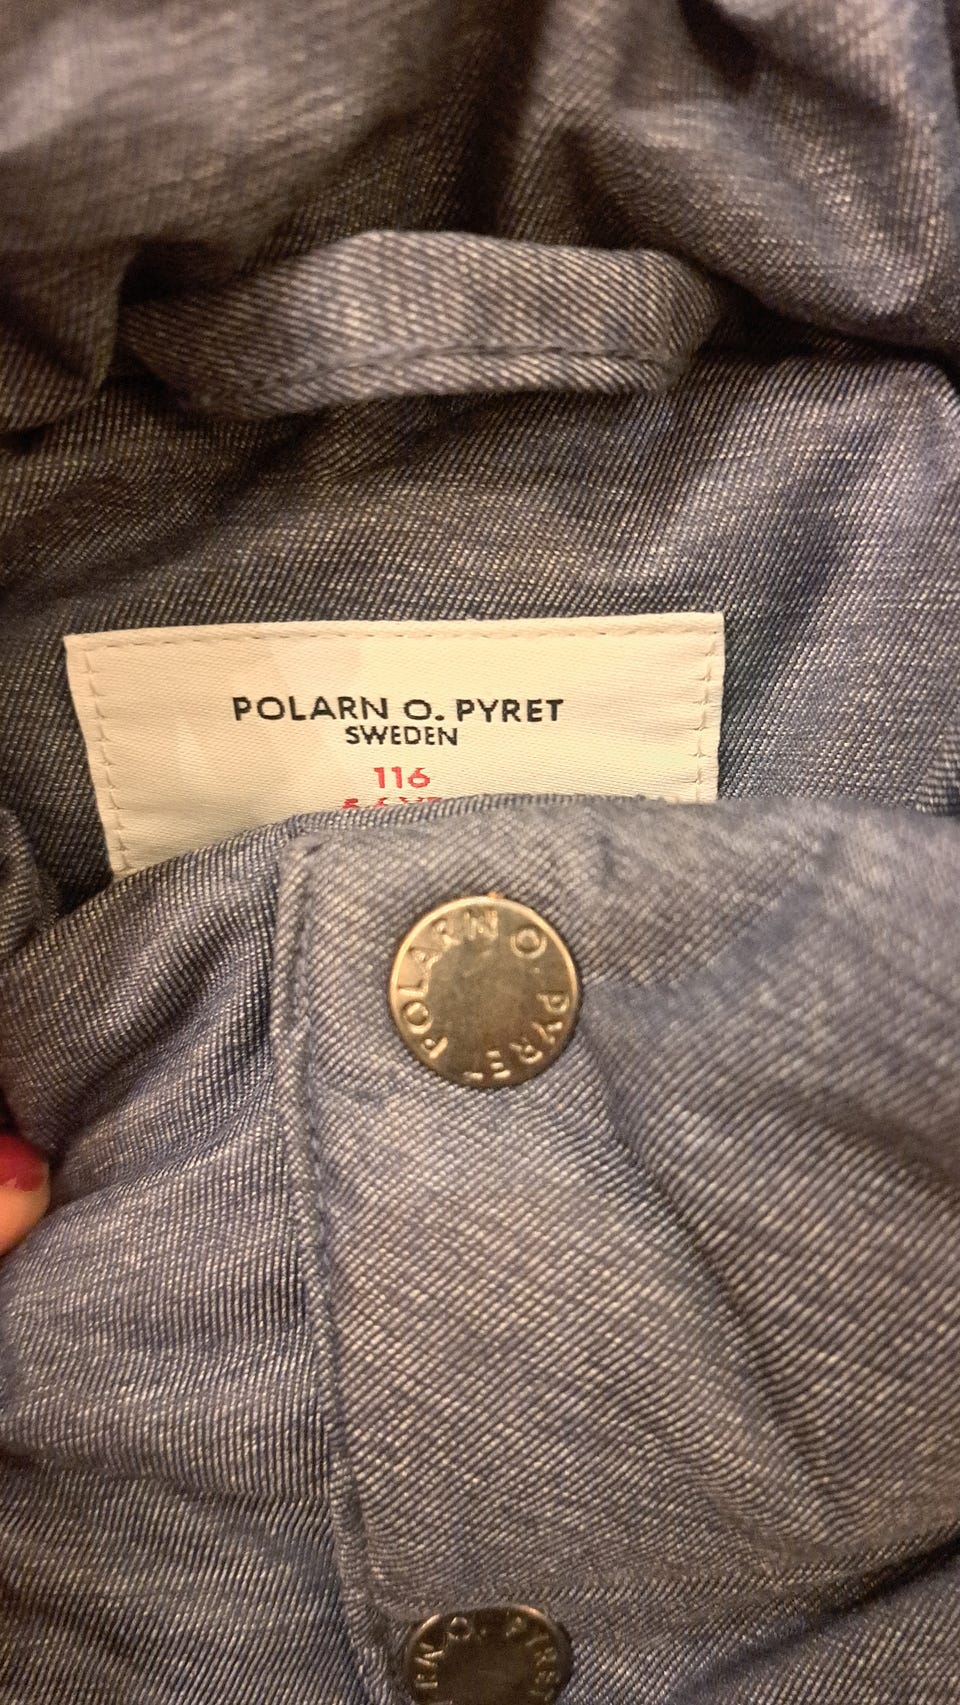 POLARN O. PYRET
SWEDEN
116
POLARN O. PYRET